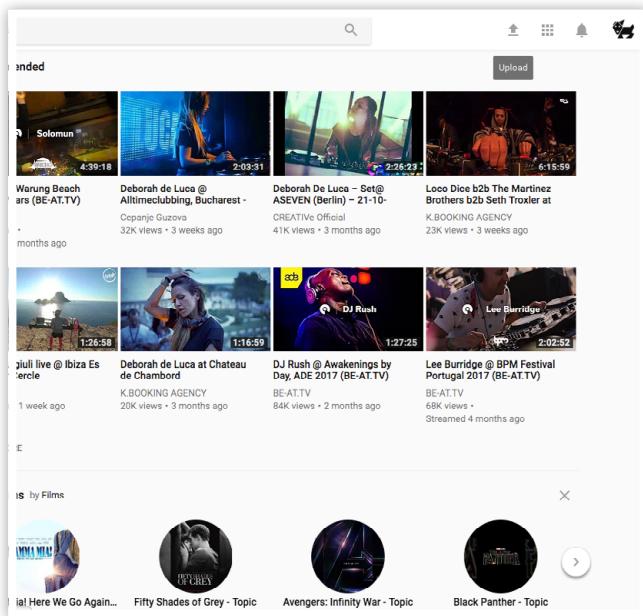 ended
Upload
Solomun
4:39:18
2:03:31
2:26:23
6:15:59
Warung Beach
ars (BE-AT.TV)
•
months ago
Deborah de Luca @
Alltimeclubbing, Bucharest -
Cepanje Guzova
32K views • 3 weeks ago
Deborah De Luca – Set@
ASEVEN (Berlin) – 21-10-
CREATIVe Official
41K views • 3 months ago
Loco Dice b2b The Martinez
Brothers b2b Seth Troxler at
K.BOOKING AGENCY
23K views • 3 weeks ago
1:26:58
1:16:59
ade
DJ Rush
1:27:25
Lee Burridge
bpm
2:02:52
giuli live @ Ibiza Es
Cercle
1 week ago
Deborah de Luca at Chateau
de Chambord
K.BOOKING AGENCY
20K views • 3 months ago
DJ Rush @ Awakenings by
Day, ADE 2017 (BE-AT.TV)
BE-AT.TV
84K views • 2 months ago
Lee Burridge @ BPM Festival
Portugal 2017 (BE-AT.TV)
BE-AT.TV
68K views •
Streamed 4 months ago
RE
ns by Films
MAMMA MIA!
FIFTY SHADES
OF GREY
PANTHER
ia! Here We Go Again...
Fifty Shades of Grey - Topic
Avengers: Infinity War - Topic
Black Panther - Topic